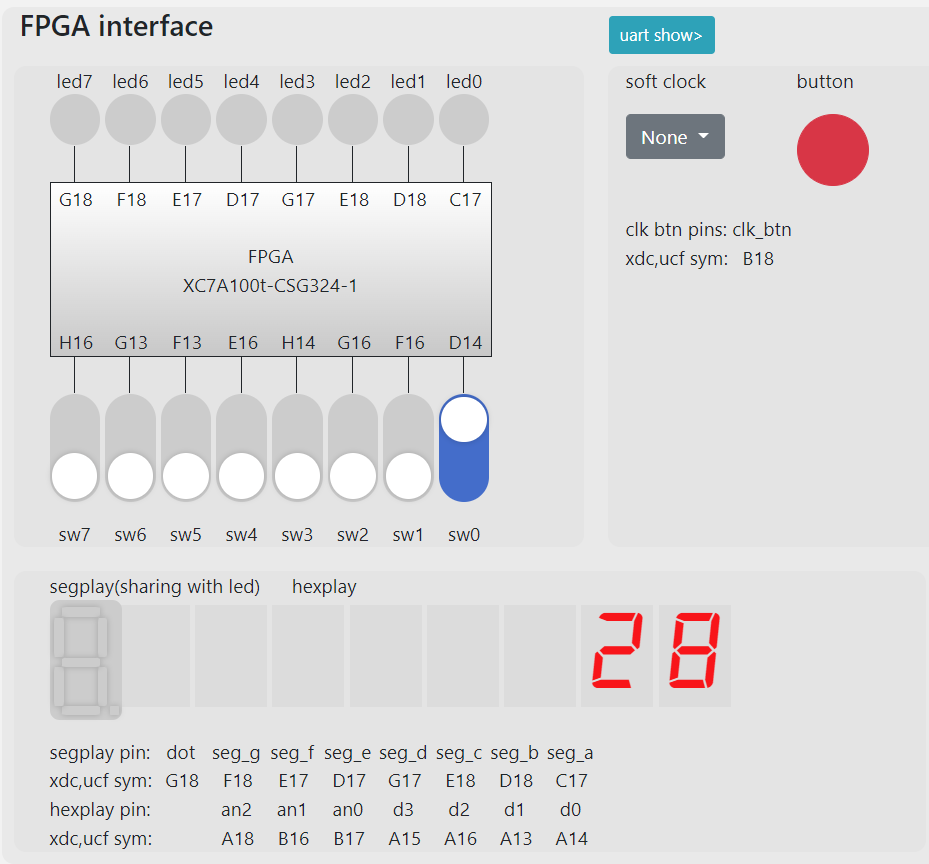 FPGA interface
uart show>
led7 led6 led5 led4 led3 led2 led1 led0
soft clock button
None
G18 F18 E17 D17 G17 E18 D18 C17
clk btn pins: clk_btn
FPGA
xdc,ucf sym: B18
XC7A100t-CSG324-1
H16 G13 F13 E16 H14 G16 F16 D14
sw7 sw6 sw5 sw4 sw3 sw2 sw1 sw0
segplay(sharing with led) hexplay
28
segplay pin: dot seg_g seg_f seg_e seg_d seg_c seg_b seg_a
xdc,ucf sym: G18 F18 E17 D17 G17 E18 D18 C17
hexplay pin: an2 an1 an0 d3 d2 d1 d0
xdc,ucf sym: A18 B16 B17 A15 A16 A13 A14